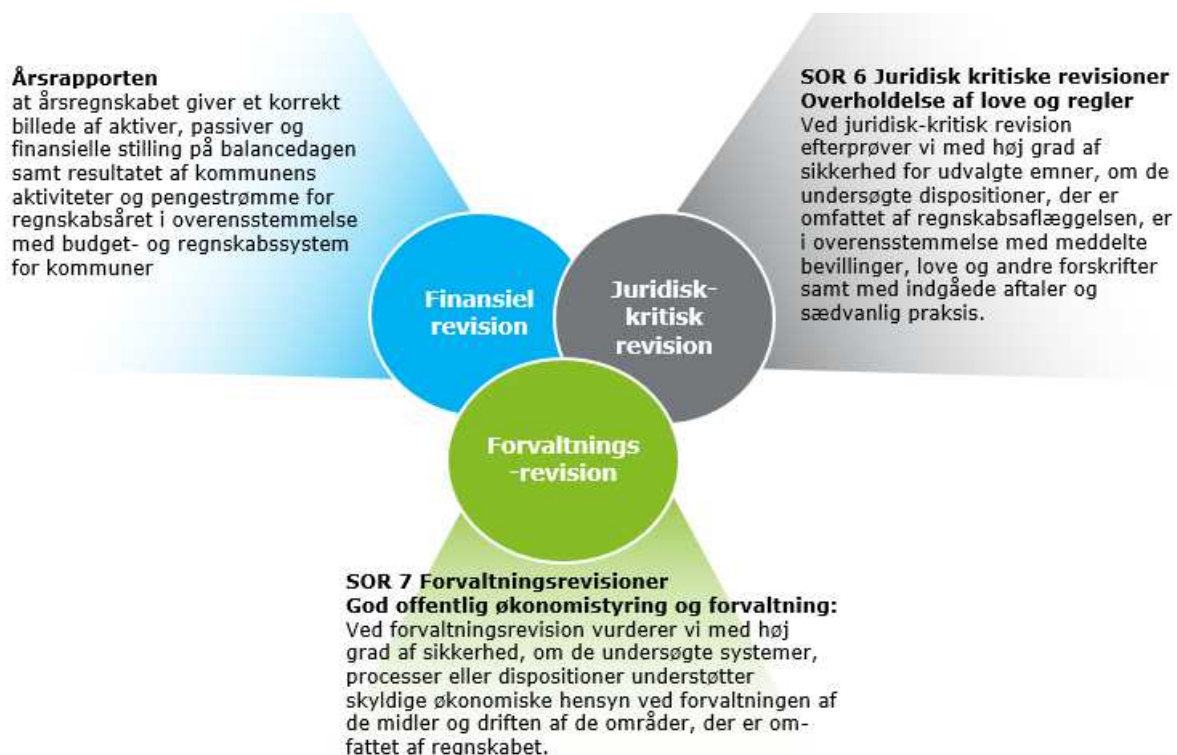 Årsrapporten
at årsregnskabet giver et korrekt
billede af aktiver, passiver og
finansielle stilling på balancedagen
samt resultatet af kommunens
aktiviteter og pengestrømme for
regnskabsåret i overensstemmelse
med budget- og regnskabssystem
for kommuner
SOR 6 Juridisk kritiske revisioner
Overholdelse af love og regler
Ved juridisk-kritisk revision
efterprøver vi med høj grad af
sikkerhed for udvalgte emner, om de
undersøgte dispositioner, der er
omfattet af regnskabsaflæggelsen, er
i overensstemmelse med meddelte
bevillinger, love og andre forskrifter
samt med indgåede aftaler og
sædvanlig praksis.
Finansiel
revision
Juridisk-
kritisk
revision
Forvaltnings
-revision
SOR 7 Forvaltningsrevisioner
God offentlig økonomistyring og forvaltning:
Ved forvaltningsrevision vurderer vi med høj
grad af sikkerhed, om de undersøgte systemer,
processer eller dispositioner understøtter
skyldige økonomiske hensyn ved forvaltningen af
de midler og driften af de områder, der er om-
fattet af regnskabet.